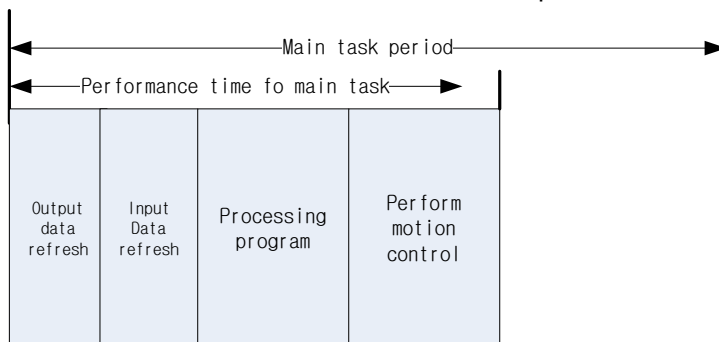 Main task period
Performance time fo main task
Output
data
refresh
Input
Data
refresh
Processing
program
Perform
motion
control